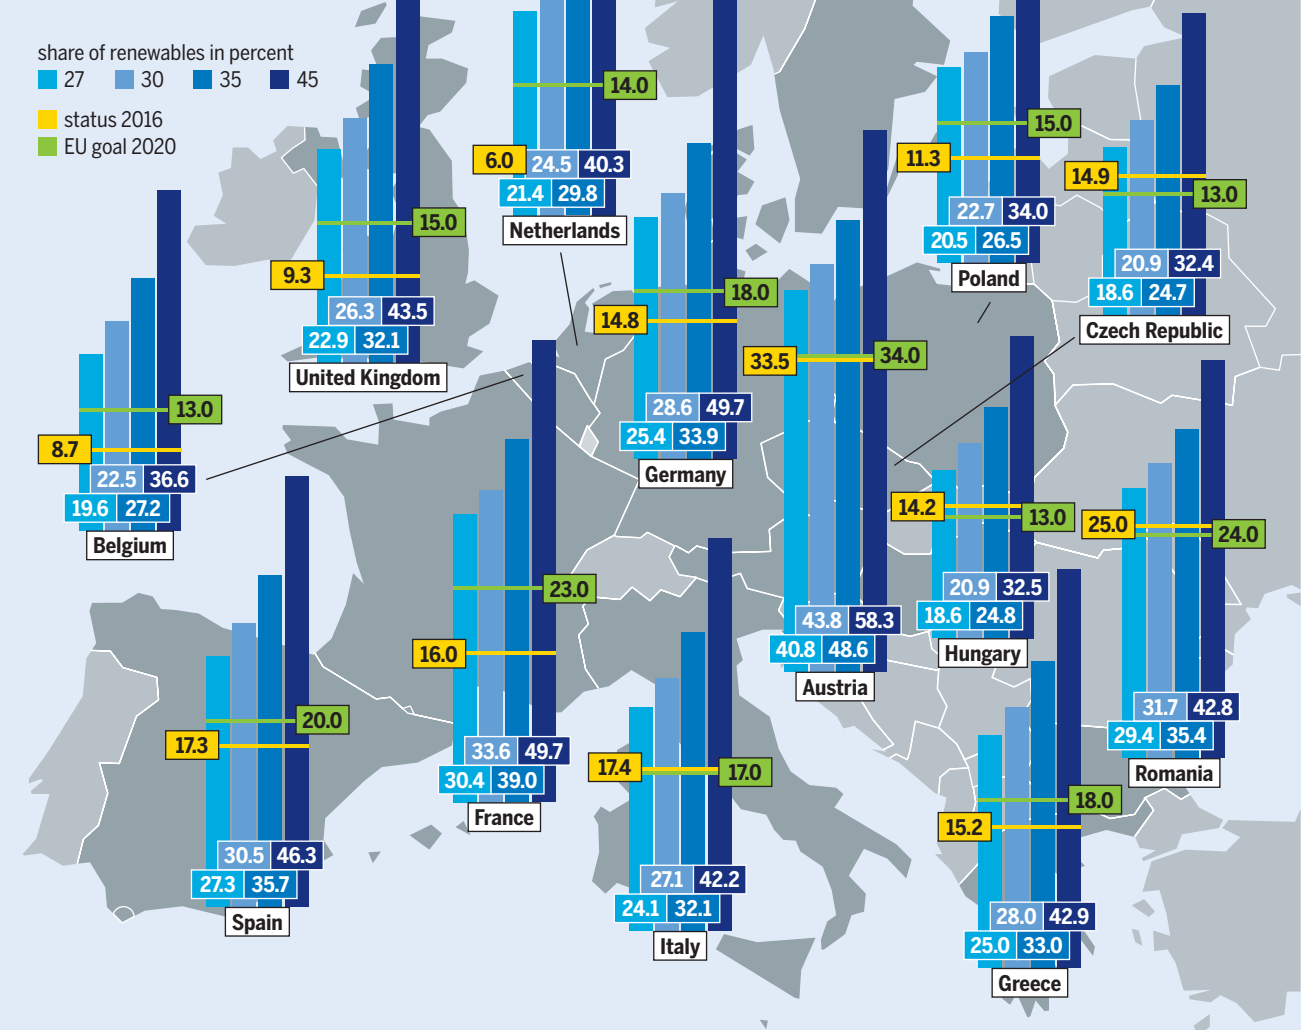 share of renewables in percent
27 30 35 45
status 2016
EU goal 2020
13.0
8.7
22.5 36.6
19.6 27.2
Belgium
15.0
9.3
26.3 43.5
22.9 32.1
United Kingdom
14.0
6.0 24.5 40.3
21.4 29.8
Netherlands
18.0
14.8
28.6 49.7
25.4 33.9
Germany
15.0
11.3
22.7 34.0
20.5 26.5
Poland
14.9
13.0
20.9 32.4
18.6 24.7
Czech Republic
33.5 34.0
43.8 58.3
40.8 48.6
Austria
14.2
13.0
20.9 32.5
18.6 24.8
Hungary
25.0
24.0
31.7 42.8
29.4 35.4
Romania
20.0
17.3
30.5 46.3
27.3 35.7
Spain
23.0
16.0
33.6 49.7
30.4 39.0
France
17.4 17.0
27.1 42.2
24.1 32.1
Italy
18.0
15.2
28.0 42.9
25.0 33.0
Greece